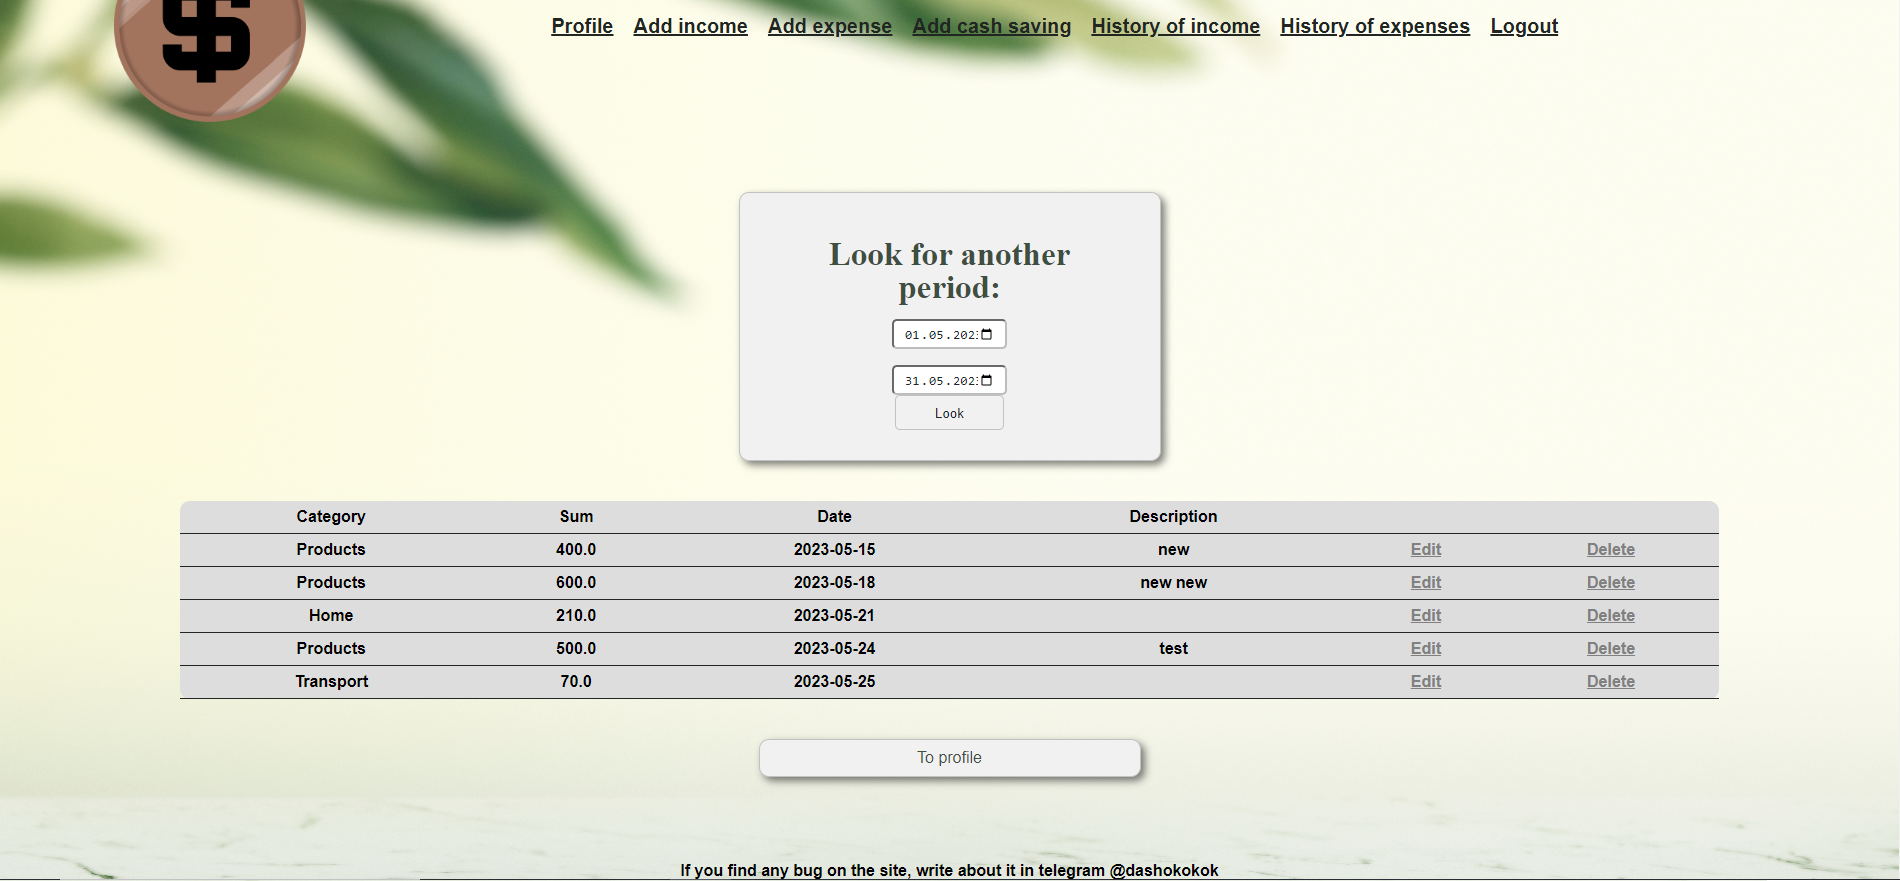 $
Profile Add income Add expense Add cash saving History of income History of expenses Logout
Look for another
period:
01.05.202
31.05.202
Look
Category Sum Date Description
Products 400.0 2023-05-15 new Edit Delete
Products 600.0 2023-05-18 new new Edit Delete
Home 210.0 2023-05-21 Edit Delete
Products 500.0 2023-05-24 test Edit Delete
Transport 70.0 2023-05-25 Edit Delete
To profile
If you find any bug on the site, write about it in telegram @dashokokok